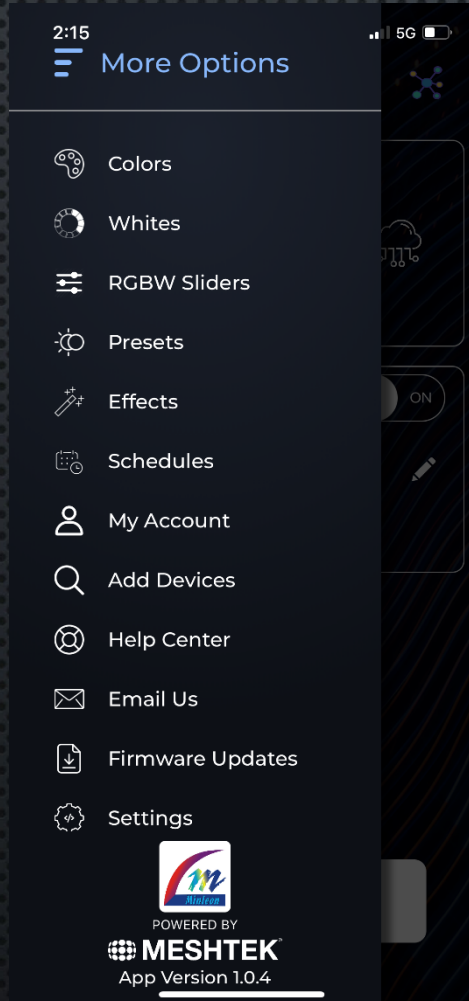 2:15
5G
More Options
Colors
Whites
RGBW Sliders
Presets
ON
Effects
Schedules
My Account
Add Devices
Help Center
Email Us
Firmware Updates
Settings
m
Minleon
POWERED BY
MESHTEK
App Version 1.0.4